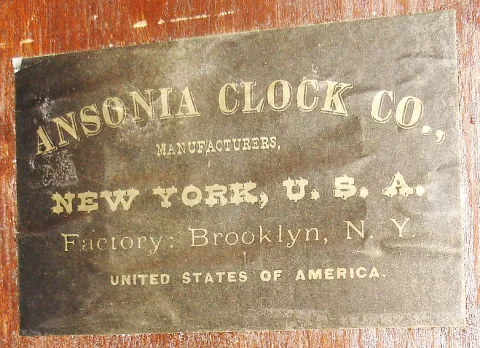 ANSONIA CLOCK CO.,
MANUFACTURERS,
NEW YORK, U. S. A.
Factory: Brooklyn, N. Y.
UNITED STATES OF AMERICA.